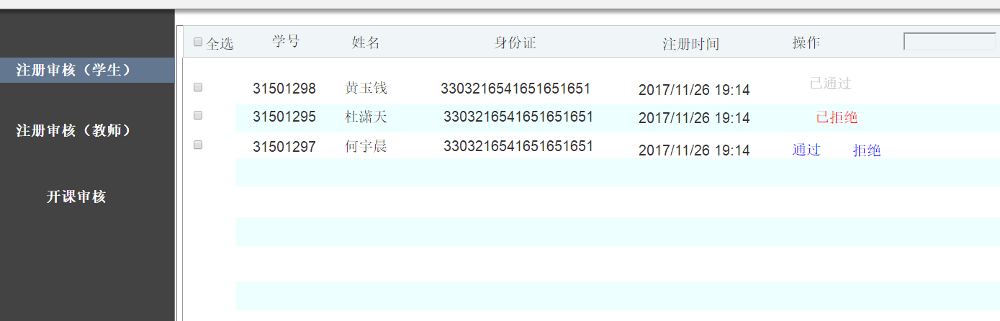 注册审核（学生）
注册审核（教师）
开课审核
全选 学号 姓名 身份证 注册时间 操作
31501298 黄玉钱 3303216541651651651 2017/11/26 19:14 已通过
31501295 杜潇天 3303216541651651651 2017/11/26 19:14 已拒绝
31501297 何宇晨 3303216541651651651 2017/11/26 19:14 通过 拒绝